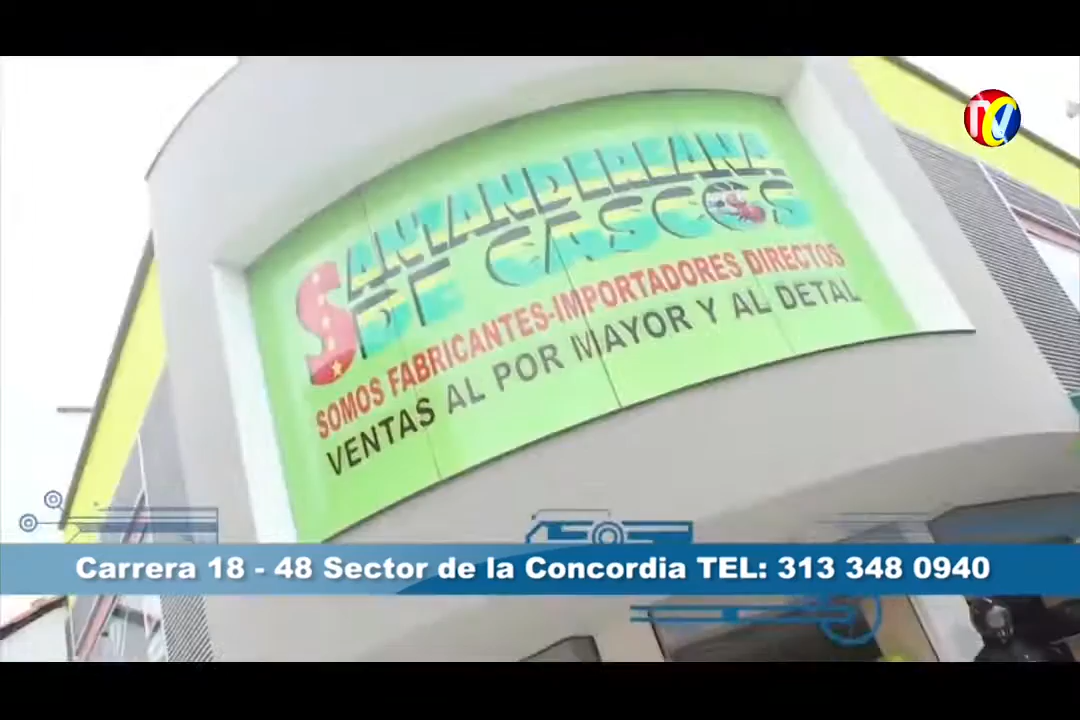 TCV
SANTANDEREANA
DE CASCOS
SOMOS FABRICANTES-IMPORTADORES DIRECTOS
VENTAS AL POR MAYOR Y AL DETAL
Carrera 18 - 48 Sector de la Concordia TEL: 313 348 0940